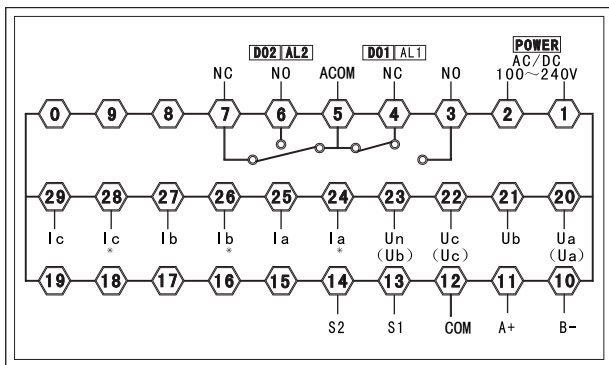 POWER
DO2 AL2 DO1 AL1 AC/DC
NC NO ACOM NC NO 100～240V
0 9 8 7 6 5 4 3 2 1
29 28 27 26 25 24 23 22 21 20
Ic Ic Ib Ib Ia Ia Un Uc Ub Ua
* * * (Ub) (Uc) (Ua)
19 18 17 16 15 14 13 12 11 10
S2 S1 COM A+ B-